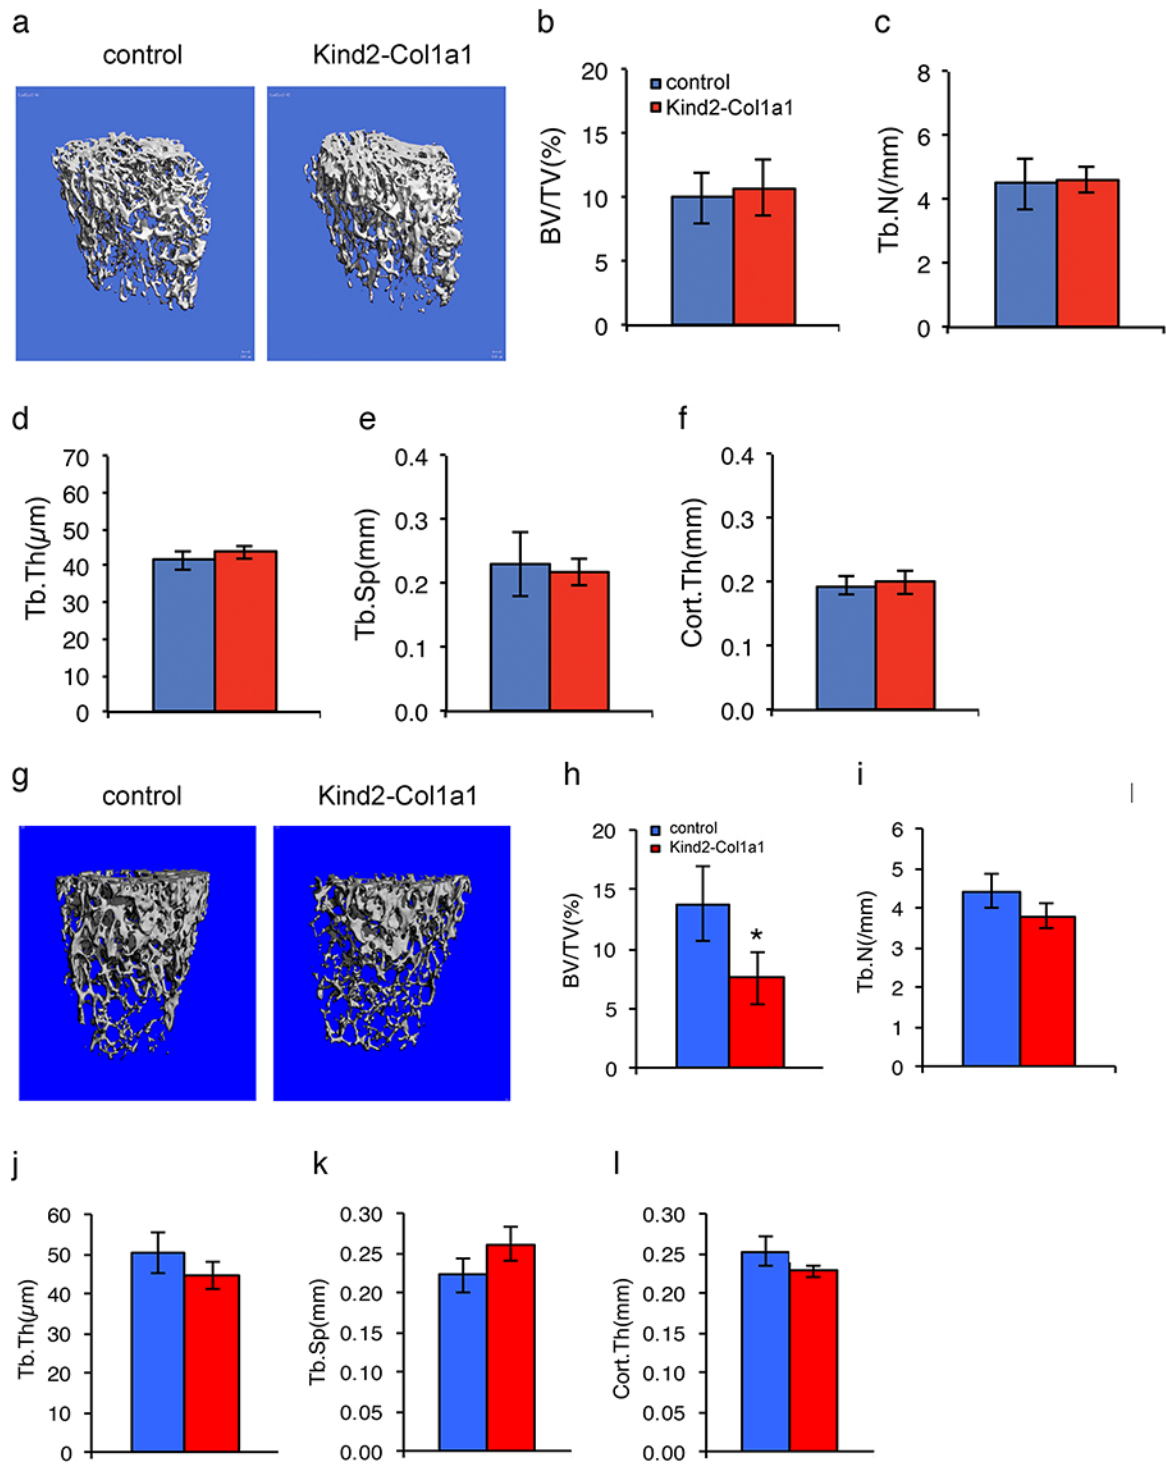 a
control
Kind2-Col1a1
b
BV/TV(%)
20
15
10
5
0
control
Kind2-Col1a1
c
Tb.N(/mm)
8
6
4
2
0
d
Tb.Th(µm)
70
60
50
40
30
20
10
0
e
Tb.Sp(mm)
0.4
0.3
0.2
0.1
0.0
f
Cort.Th(mm)
0.4
0.3
0.2
0.1
0.0
g
control
Kind2-Col1a1
h
BV/TV(%)
20
15
10
5
0
control
Kind2-Col1a1
*
i
Tb.N(/mm)
6
5
4
3
2
1
0
j
Tb.Th(µm)
60
50
40
30
20
10
0
k
Tb.Sp(mm)
0.30
0.25
0.20
0.15
0.10
0.05
0.00
l
Cort.Th(mm)
0.30
0.25
0.20
0.15
0.10
0.05
0.00